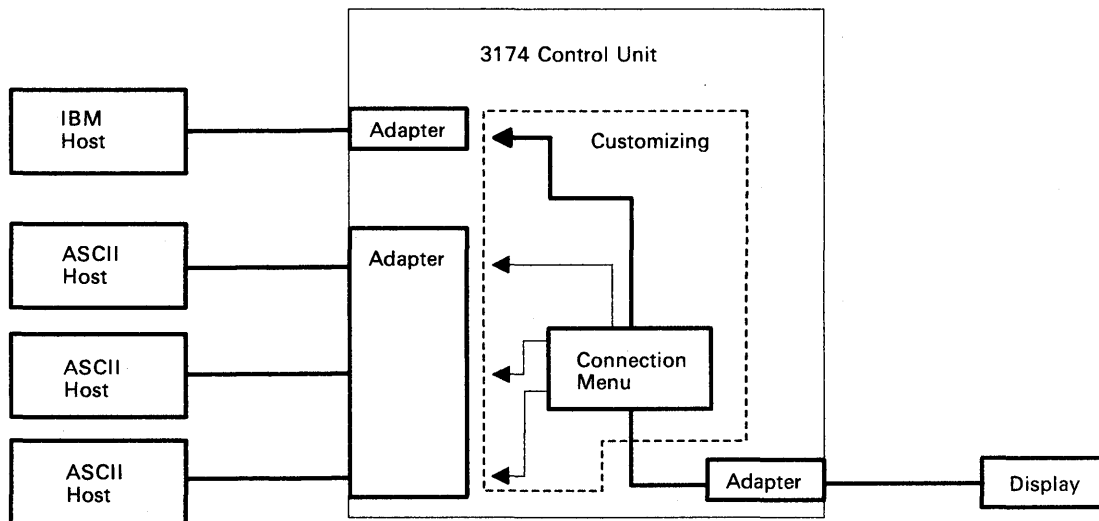 3174 Control Unit
IBM
Host
Adapter
Customizing
ASCII
Host
Adapter
ASCII
Host
Connection
Menu
ASCII
Host
Adapter
Display